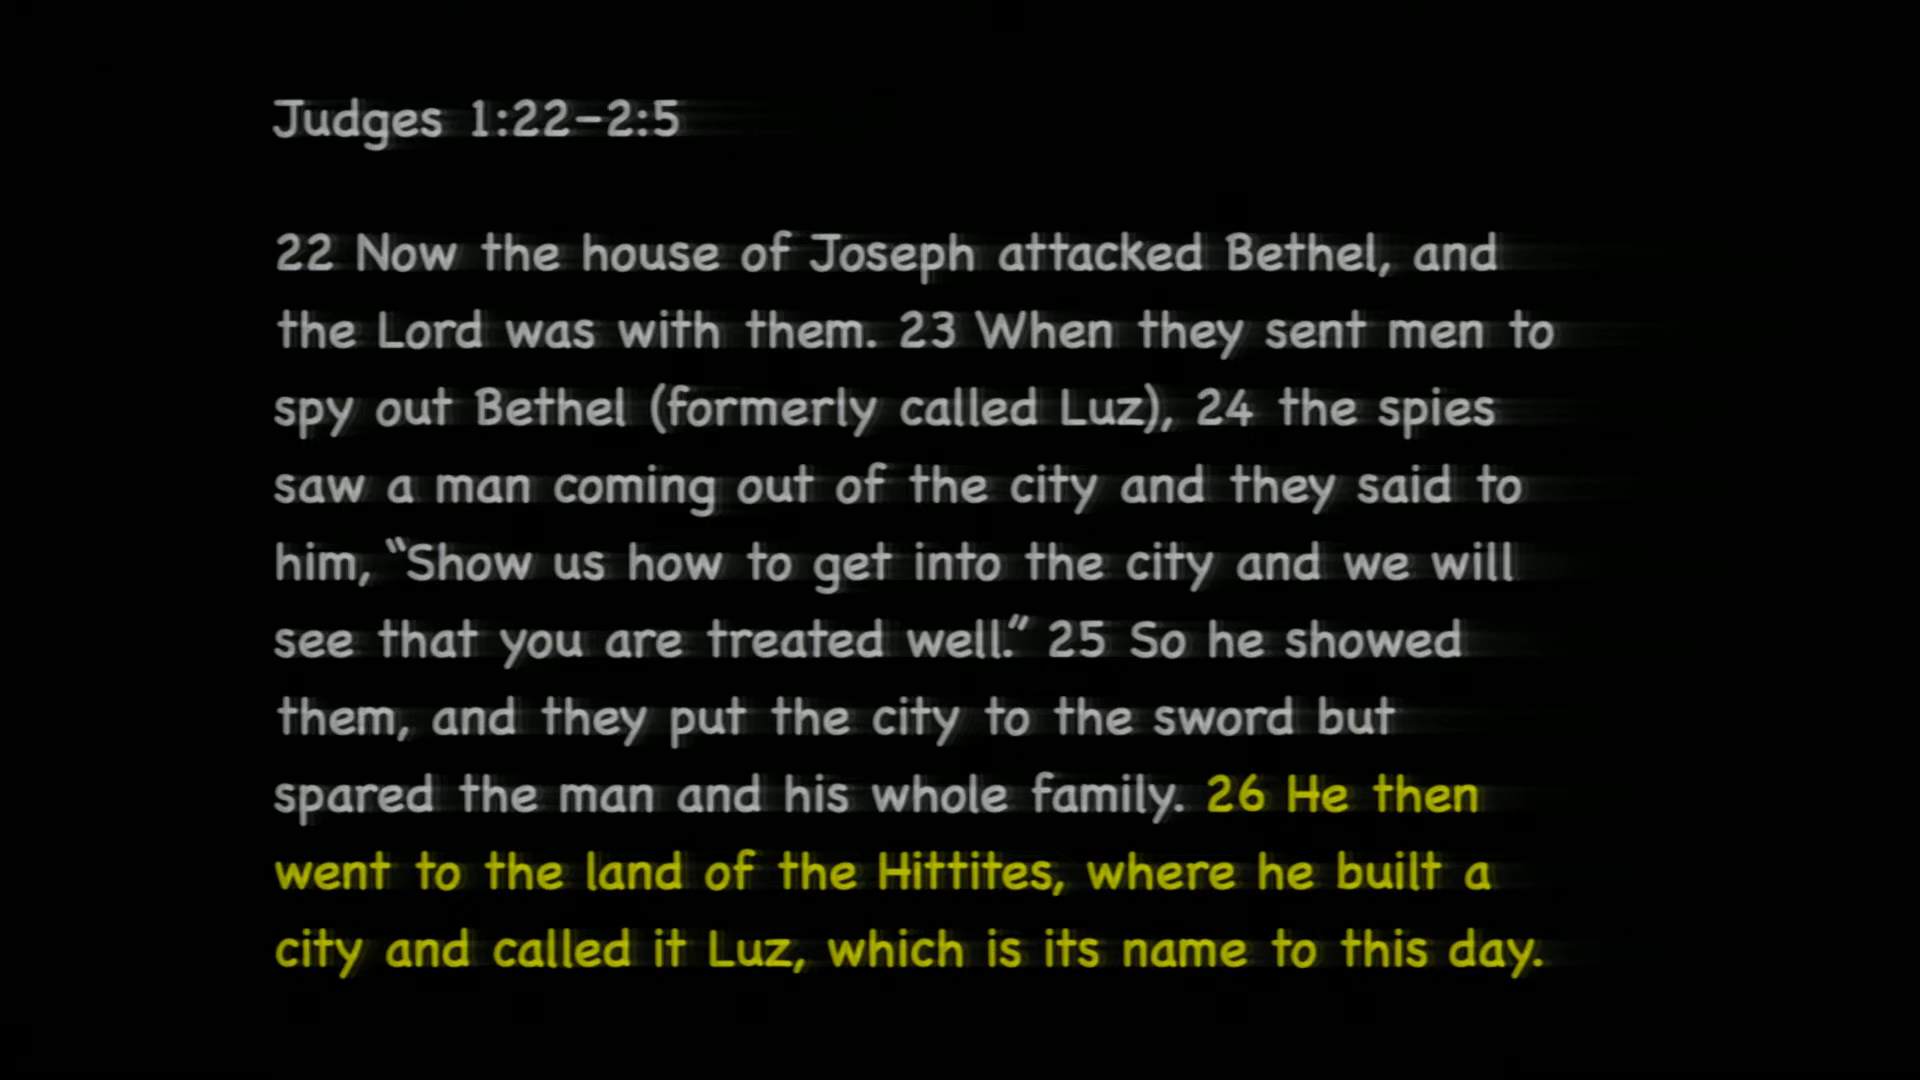 Judges 1:22–2:5
22 Now the house of Joseph attacked Bethel, and
the Lord was with them. 23 When they sent men to
spy out Bethel (formerly called Luz), 24 the spies
saw a man coming out of the city and they said to
him, “Show us how to get into the city and we will
see that you are treated well.” 25 So he showed
them, and they put the city to the sword but
spared the man and his whole family. 26 He then
went to the land of the Hittites, where he built a
city and called it Luz, which is its name to this day.